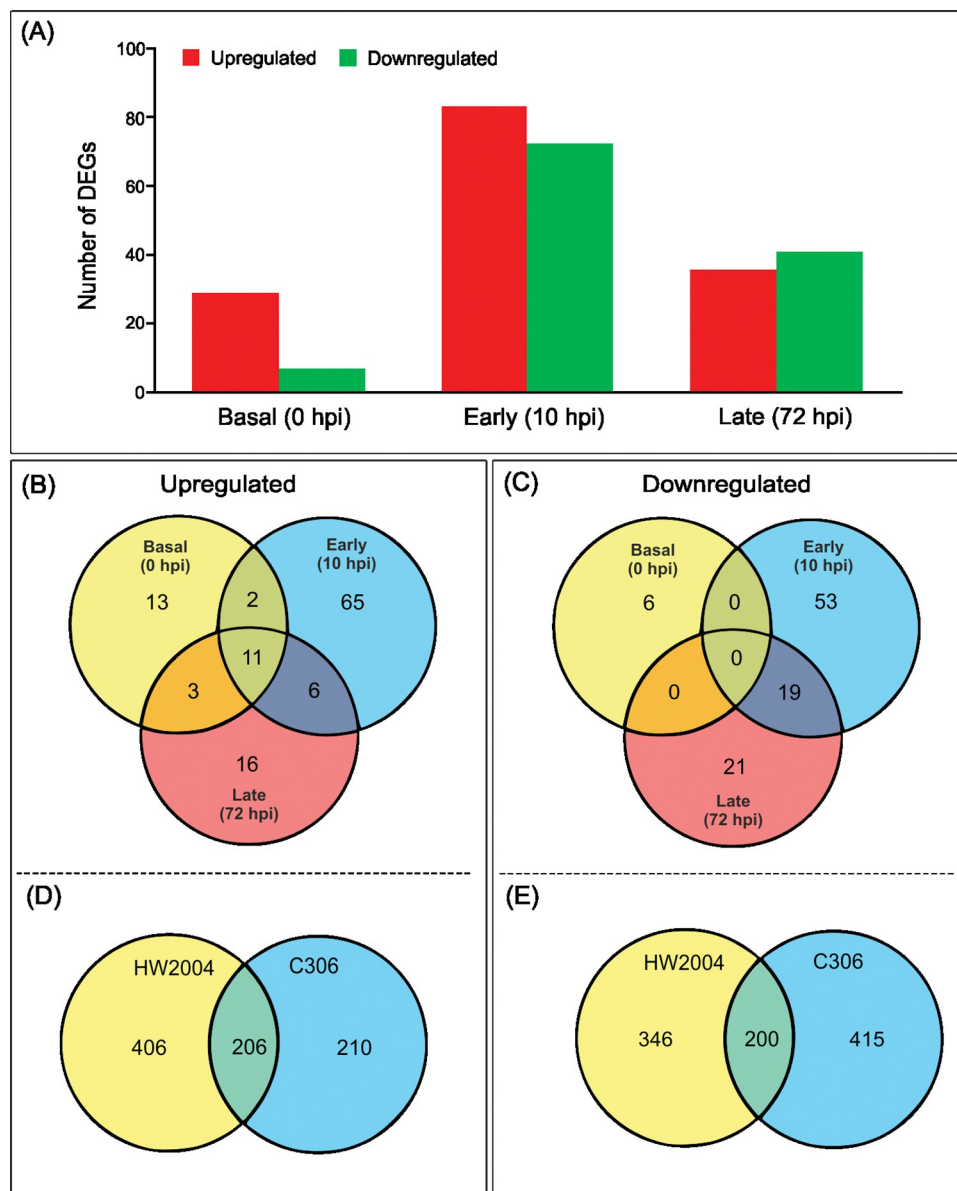 (A)
100
80
60
40
20
0
Number of DEGs
Upregulated
Downregulated
Basal (0 hpi)
Early (10 hpi)
Late (72 hpi)
(B)
Upregulated
Basal
(0 hpi)
Early
(10 hpi)
13
2
65
11
3
6
16
Late
(72 hpi)
(C)
Downregulated
Basal
(0 hpi)
Early
(10 hpi)
6
0
53
0
0
19
21
Late
(72 hpi)
(D)
HW2004
C306
406
206
210
(E)
HW2004
C306
346
200
415